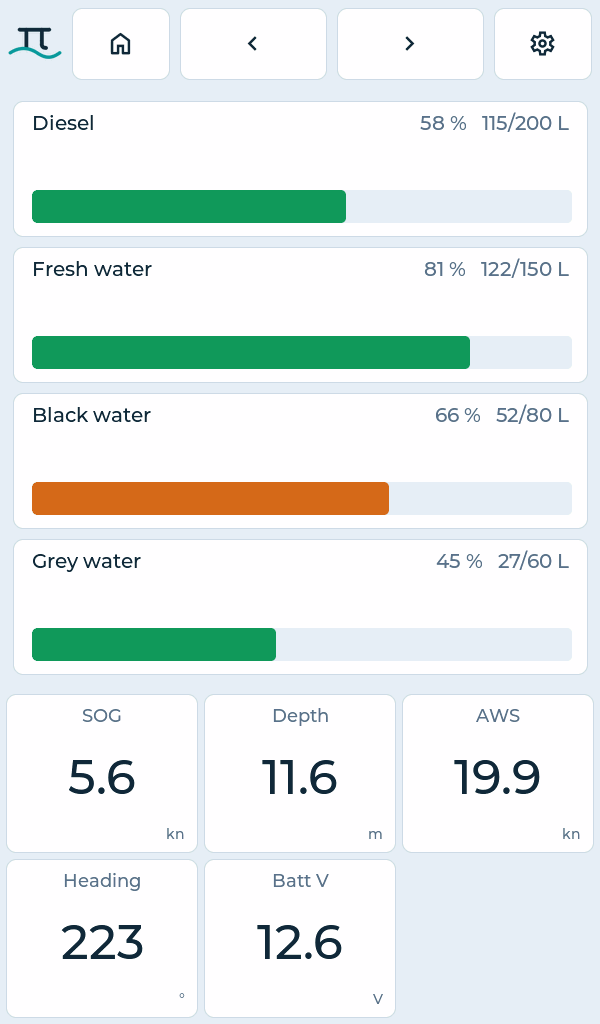 Diesel 58 % 115/200 L
Fresh water 81 % 122/150 L
Black water 66 % 52/80 L
Grey water 45 % 27/60 L
SOG Depth AWS
5.6 11.6 19.9
kn m kn
Heading Batt V
223 12.6
° V